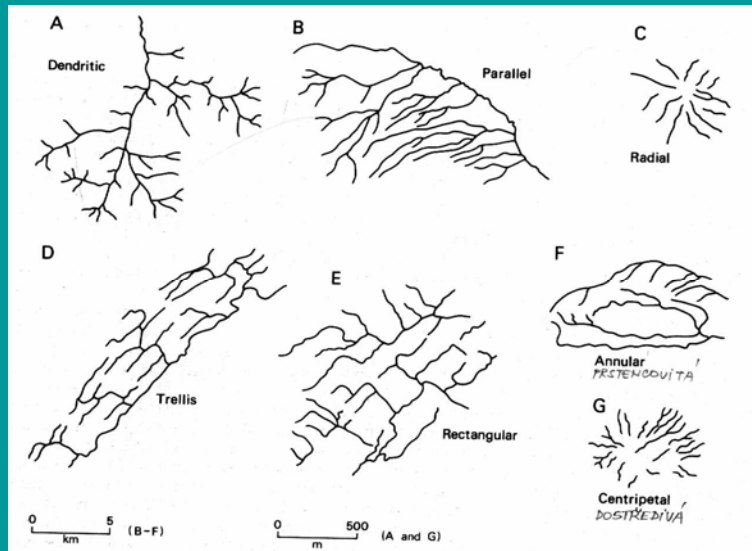 A
Dendritic
B
Parallel
C
Radial
D
Trellis
E
Rectangular
F
Annular
PRSTENCOVITÁ
G
Centripetal
DOSTŘEDIVÁ
0 5 (B–F)
km
0 500 (A and G)
m